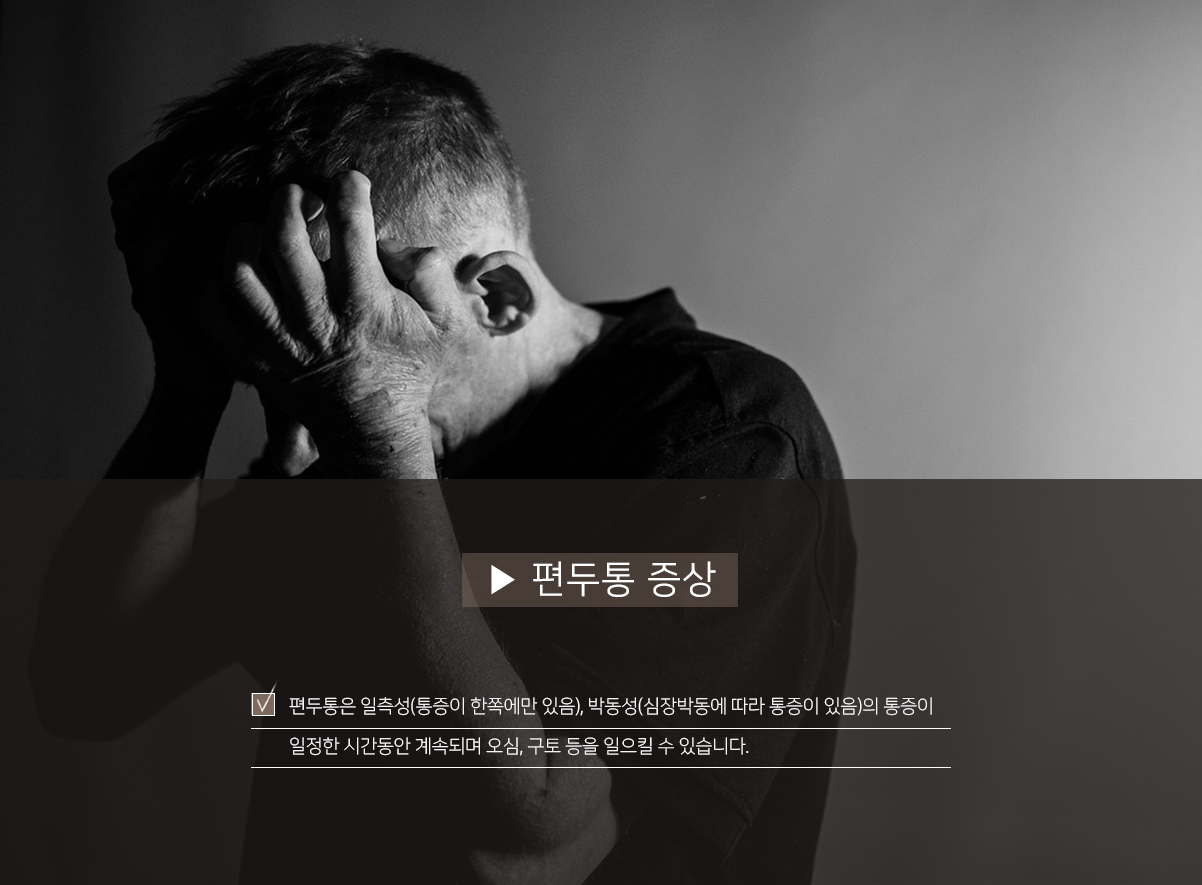 ▶ 편두통 증상
편두통은 일측성(통증이 한쪽에만 있음), 박동성(심장박동에 따라 통증이 있음)의 통증이
일정한 시간동안 계속되며 오심, 구토 등을 일으킬 수 있습니다.